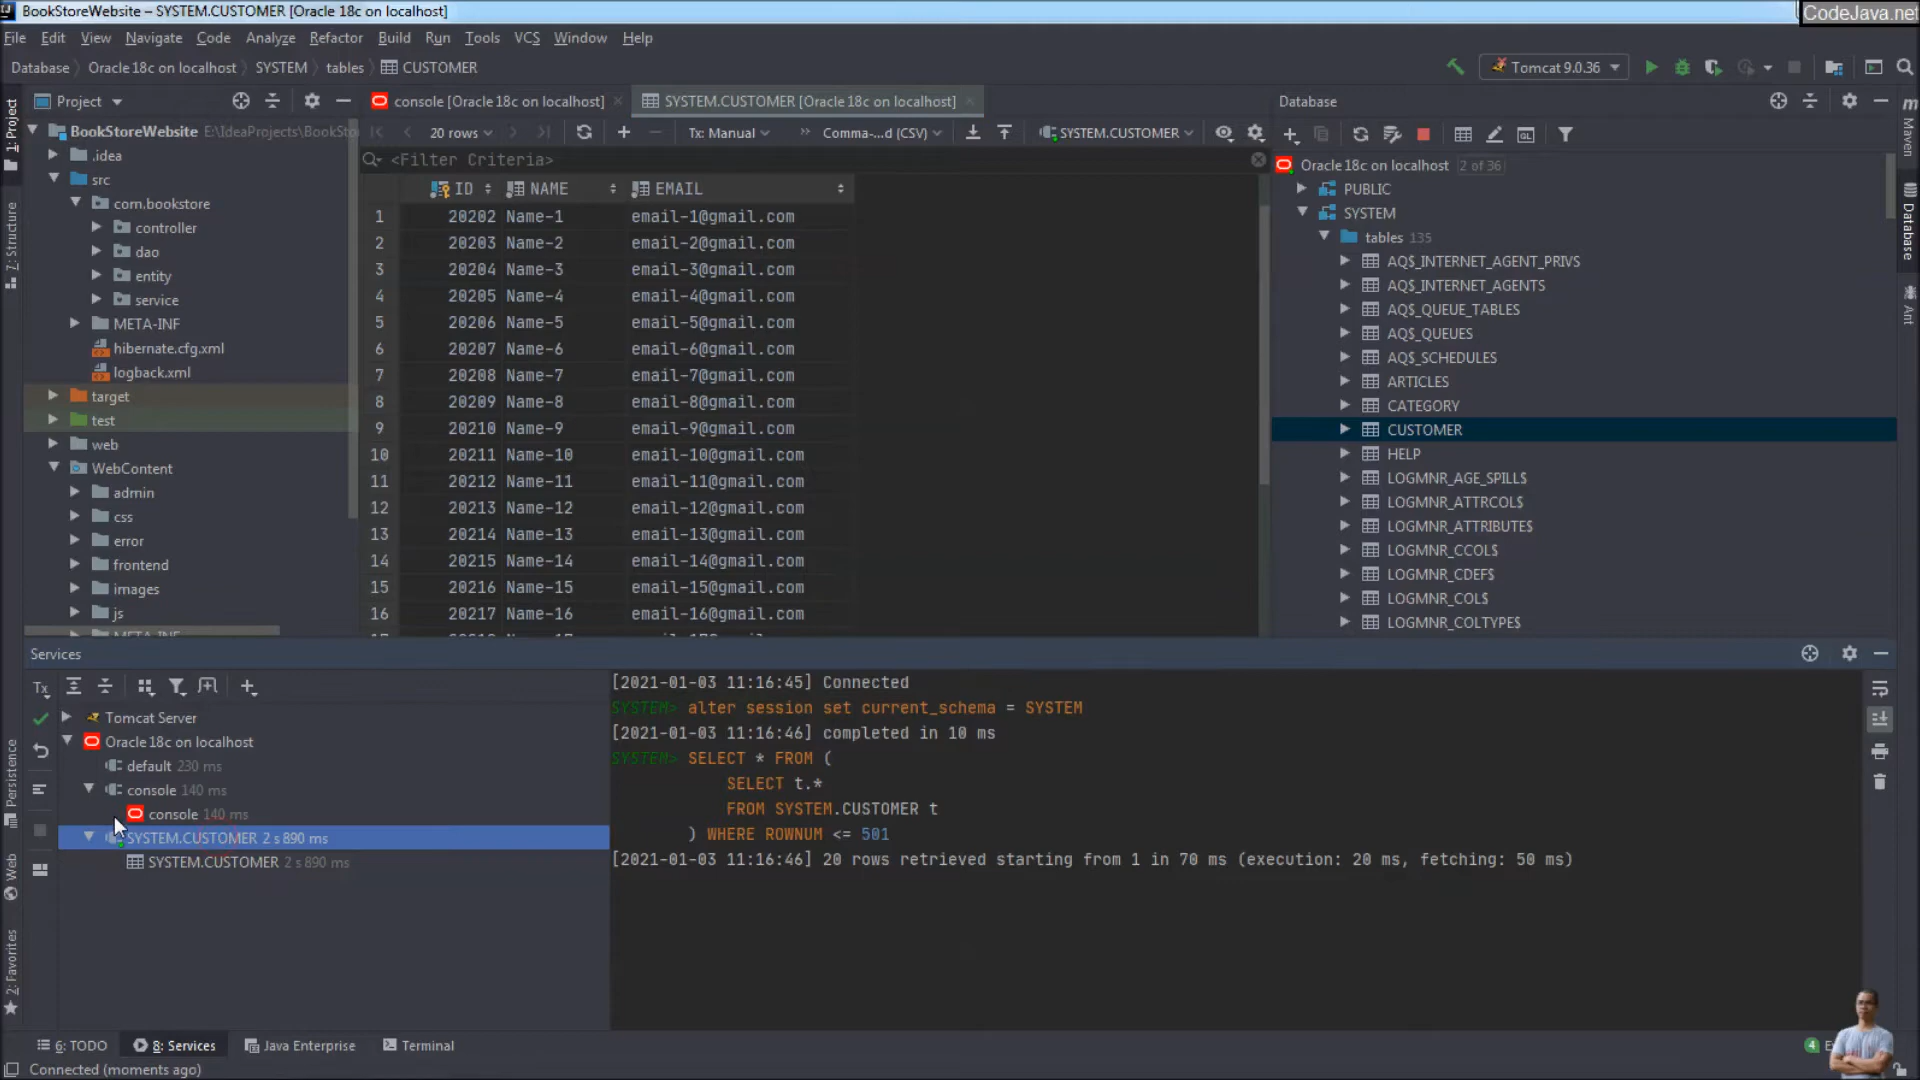 BookStoreWebsite – SYSTEM.CUSTOMER [Oracle 18c on localhost]
CodeJava.net
File Edit View Navigate Code Analyze Refactor Build Run Tools VCS Window Help
Database Oracle 18c on localhost SYSTEM tables CUSTOMER
Tomcat 9.0.36
1: Project
7: Structure
Persistence
Web
2: Favorites
Project
BookStoreWebsite E:\IdeaProjects\BookSto
.idea
src
com.bookstore
controller
dao
entity
service
META-INF
hibernate.cfg.xml
logback.xml
target
test
web
WebContent
admin
css
error
frontend
images
js
META-INF
console [Oracle 18c on localhost]
SYSTEM.CUSTOMER [Oracle 18c on localhost]
20 rows Tx: Manual Comma-...d (CSV) SYSTEM.CUSTOMER
<Filter Criteria>
ID NAME EMAIL
1 20202 Name-1 email-1@gmail.com
2 20203 Name-2 email-2@gmail.com
3 20204 Name-3 email-3@gmail.com
4 20205 Name-4 email-4@gmail.com
5 20206 Name-5 email-5@gmail.com
6 20207 Name-6 email-6@gmail.com
7 20208 Name-7 email-7@gmail.com
8 20209 Name-8 email-8@gmail.com
9 20210 Name-9 email-9@gmail.com
10 20211 Name-10 email-10@gmail.com
11 20212 Name-11 email-11@gmail.com
12 20213 Name-12 email-12@gmail.com
13 20214 Name-13 email-13@gmail.com
14 20215 Name-14 email-14@gmail.com
15 20216 Name-15 email-15@gmail.com
16 20217 Name-16 email-16@gmail.com
Database
Oracle 18c on localhost 2 of 36
PUBLIC
SYSTEM
tables 135
AQ$_INTERNET_AGENT_PRIVS
AQ$_INTERNET_AGENTS
AQ$_QUEUE_TABLES
AQ$_QUEUES
AQ$_SCHEDULES
ARTICLES
CATEGORY
CUSTOMER
HELP
LOGMNR_AGE_SPILL$
LOGMNR_ATTRCOL$
LOGMNR_ATTRIBUTE$
LOGMNR_CCOL$
LOGMNR_CDEF$
LOGMNR_COL$
LOGMNR_COLTYPE$
Maven
Database
Ant
Services
Tx
Tomcat Server
Oracle 18c on localhost
default 230 ms
console 140 ms
console 140 ms
SYSTEM.CUSTOMER 2 s 890 ms
SYSTEM.CUSTOMER 2 s 890 ms
[2021-01-03 11:16:45] Connected
SYSTEM> alter session set current_schema = SYSTEM
[2021-01-03 11:16:46] completed in 10 ms
SYSTEM> SELECT * FROM (
SELECT t.*
FROM SYSTEM.CUSTOMER t
) WHERE ROWNUM <= 501
[2021-01-03 11:16:46] 20 rows retrieved starting from 1 in 70 ms (execution: 20 ms, fetching: 50 ms)
6: TODO 8: Services Java Enterprise Terminal
4
Connected (moments ago)